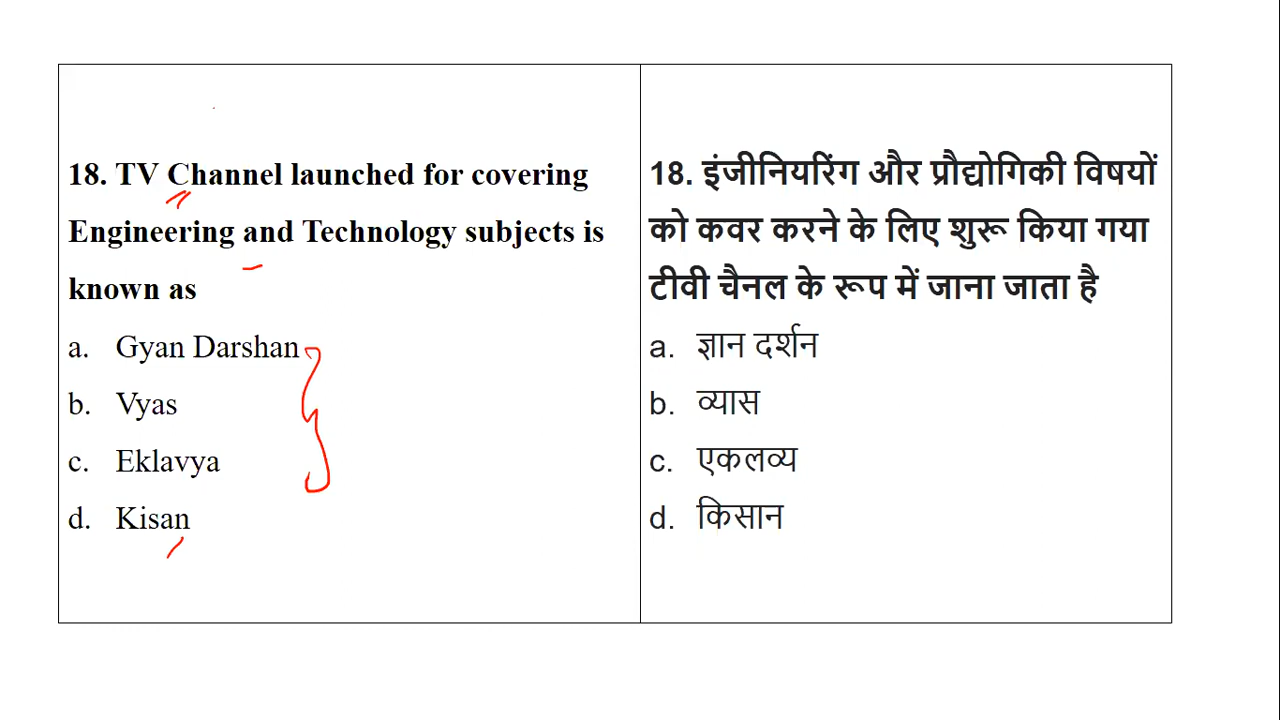 18. TV Channel launched for covering
Engineering and Technology subjects is
known as
a. Gyan Darshan
b. Vyas
c. Eklavya
d. Kisan
18. इंजीनियरिंग और प्रौद्योगिकी विषयों
को कवर करने के लिए शुरू किया गया
टीवी चैनल के रूप में जाना जाता है
a. ज्ञान दर्शन
b. व्यास
c. एकलव्य
d. किसान